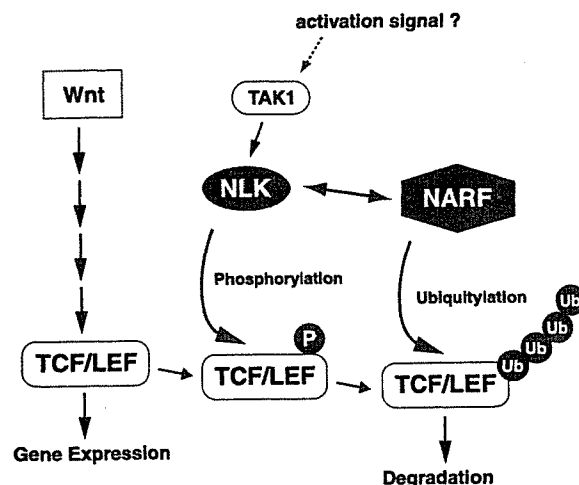 activation signal ?
Wnt
TAK1
NLK
NARF
Phosphorylation
Ubiquitylation
P
Ub
Ub
Ub
Ub
TCF/LEF
TCF/LEF
TCF/LEF
Gene Expression
Degradation